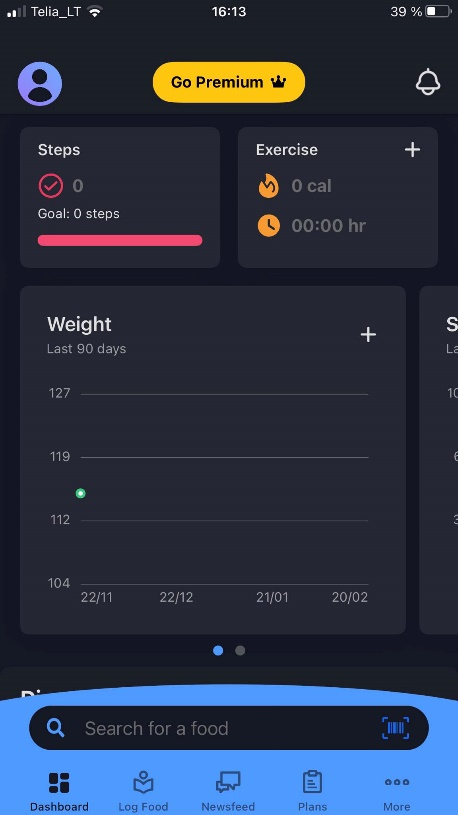 Telia_LT 16:13 39 %
Go Premium
Steps
0
Goal: 0 steps
Exercise
0 cal
00:00 hr
Weight
Last 90 days
127
119
112
104
22/11 22/12 21/01 20/02
S
La
10
6
3
Search for a food
Dashboard Log Food Newsfeed Plans More